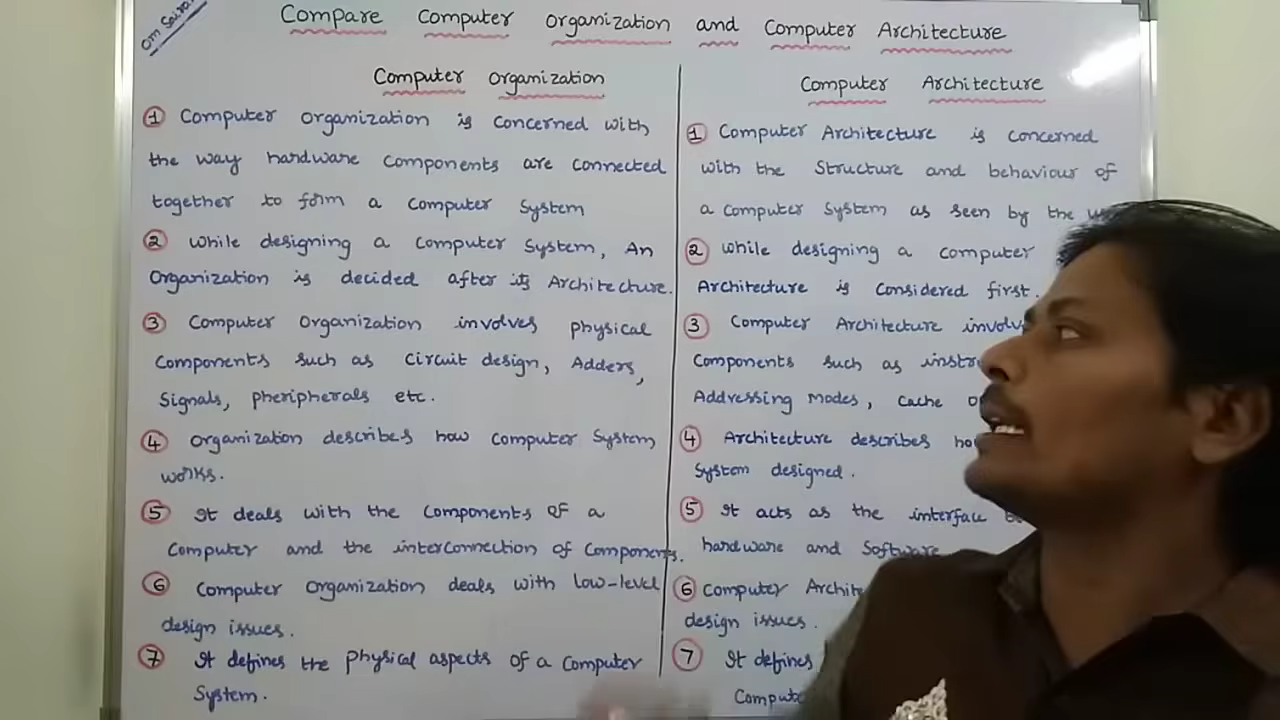 Om Saira
Compare Computer organization and Computer Architecture
Computer Organization
① Computer organization is concerned with
the way hardware components are connected
together to form a computer System
② While designing a computer System, An
Organization is decided after its Architecture.
③ Computer Organization involves physical
Components such as circuit design, Adders,
Signals, pheripherals etc.
④ Organization describes how computer System
works.
⑤ It deals with the components of a
Computer and the interconnection of components.
⑥ Computer organization deals with low-level
design issues.
⑦ It defines the physical aspects of a computer
System.
Computer Architecture
① Computer Architecture is concerned
with the Structure and behaviour of
a computer System as seen by the
② While designing a computer
Architecture is considered first.
③ Computer Architecture
Components such as
Addressing modes, cache
④ Architecture describes
System designed.
⑤ It acts as the interface
hardware and Software
⑥ Computer
design issues.
⑦ It defines